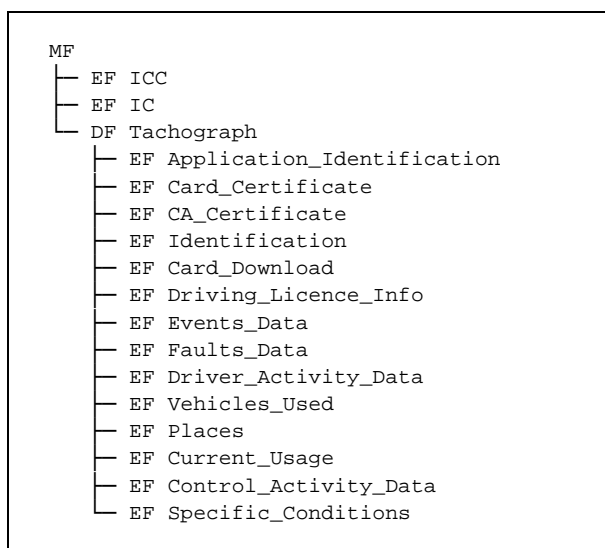 MF
EF ICC
EF IC
DF Tachograph
EF Application_Identification
EF Card_Certificate
EF CA_Certificate
EF Identification
EF Card_Download
EF Driving_Licence_Info
EF Events_Data
EF Faults_Data
EF Driver_Activity_Data
EF Vehicles_Used
EF Places
EF Current_Usage
EF Control_Activity_Data
EF Specific_Conditions